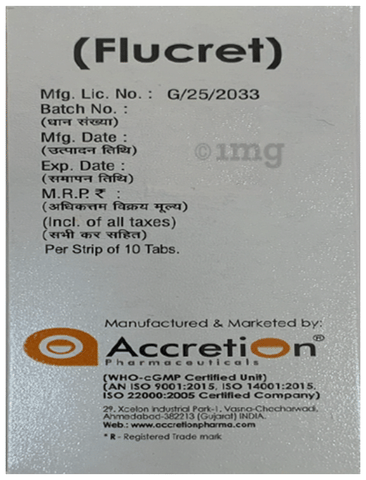 (Flucret)
Mfg. Lic. No. : G/25/2033
Batch No. :
(धान संख्या)
Mfg. Date :
(उत्पादन तिथि)
©1mg
Exp. Date :
(समापन तिथि)
M.R.P. ₹ :
(अधिकत्तम विक्रय मूल्य)
(Incl. of all taxes)
(सभी कर सहित)
Per Strip of 10 Tabs.
Manufactured & Marketed by:
Accretion®
Pharmaceuticals
(WHO-cGMP Certified Unit)
(AN ISO 9001:2015, ISO 14001:2015,
ISO 22000:2005 Certified Company)
29, Xcelon Industrial Park-1, Vasna-Chacharwadi,
Ahmedabad-382213 (Gujarat) INDIA.
Web.: www.accretionpharma.com
*R - Registered Trade mark